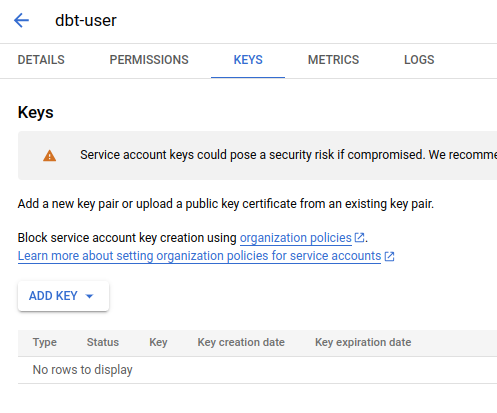 dbt-user
DETAILS PERMISSIONS KEYS METRICS LOGS
Keys
Service account keys could pose a security risk if compromised. We recomme
Add a new key pair or upload a public key certificate from an existing key pair.
Block service account key creation using organization policies.
Learn more about setting organization policies for service accounts
ADD KEY
Type Status Key Key creation date Key expiration date
No rows to display